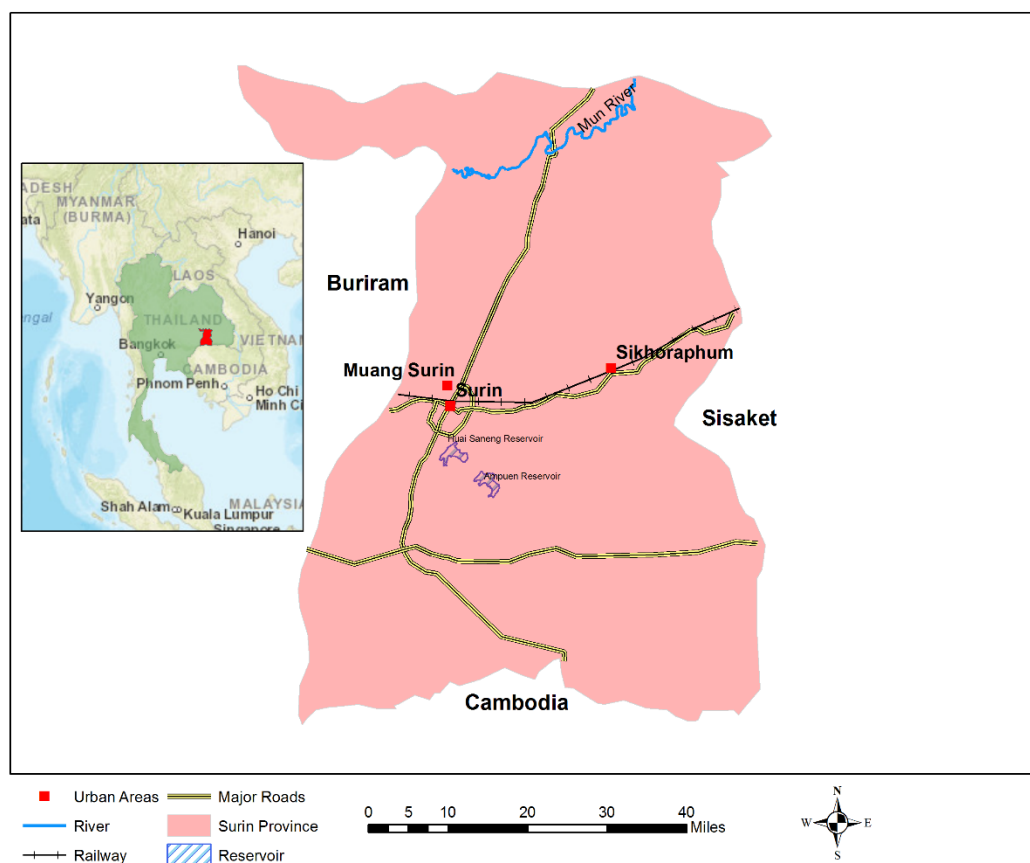 Mun River
Buriram
Muang Surin
Surin
Sikhoraphum
Sisaket
Huai Saneng Reservoir
Ampuen Reservoir
Cambodia
MYANMAR
(BURMA)
Hanoi
LAOS
Yangon
THAILAND
Bangkok
VIETNAM
CAMBODIA
Phnom Penh
Ho Chi
Minh Ci
Shah Alam
Kuala Lumpur
MALAYSIA
Urban Areas
Major Roads
River
Surin Province
Railway
Reservoir
0 5 10 20 30 40
Miles
N
W E
S